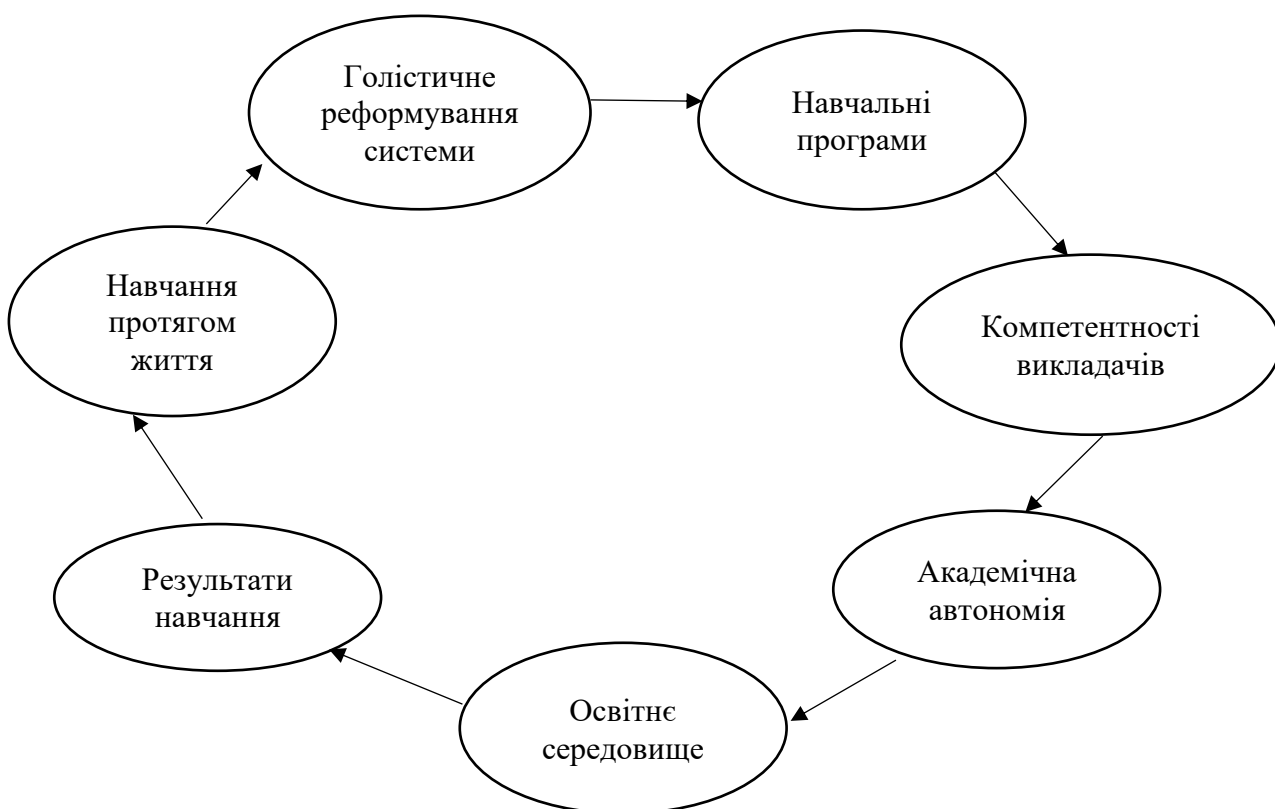 Голістичне
реформування
системи
Навчальні
програми
Компетентності
викладачів
Академічна
автономія
Освітнє
середовище
Результати
навчання
Навчання
протягом
життя